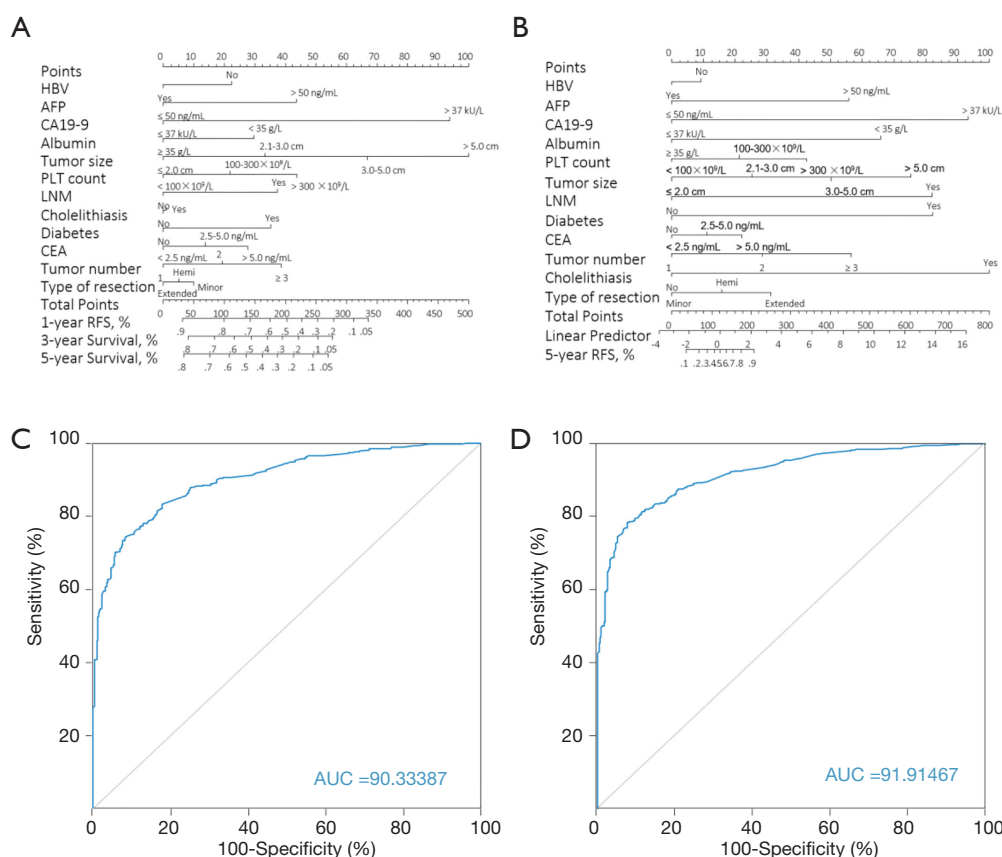 A
0 10 20 30 40 50 60 70 80 90 100
Points
No
HBV
Yes
> 50 ng/mL
AFP
≤ 50 ng/mL
> 37 kU/L
CA19-9
≤ 37 kU/L
< 35 g/L
Albumin
≥ 35 g/L
2.1-3.0 cm
> 5.0 cm
Tumor size
≤ 2.0 cm
100-300×10⁹/L
3.0-5.0 cm
PLT count
< 100×10⁹/L
Yes
> 300×10⁹/L
LNM
No
Yes
Cholelithiasis
No
Yes
Diabetes
No
2.5-5.0 ng/mL
CEA
< 2.5 ng/mL
2
> 5.0 ng/mL
Tumor number
1
Hemi
≥ 3
Type of resection
Extended
Minor
Total Points
0 50 100 150 200 250 300 350 400 450 500
1-year RFS, %
.9 .8 .7 .6 .5 .4 .3 .2 .1 .05
3-year Survival, %
.8 .7 .6 .5 .4 .3 .2 .1 .05
5-year Survival, %
.8 .7 .6 .5 .4 .3 .2 .1 .05
B
0 10 20 30 40 50 60 70 80 90 100
Points
No
HBV
Yes
> 50 ng/mL
AFP
≤ 50 ng/mL
> 37 kU/L
CA19-9
≤ 37 kU/L
< 35 g/L
Albumin
≥ 35 g/L
100-300×10⁹/L
PLT count
< 100×10⁹/L
2.1-3.0 cm
> 300×10⁹/L
> 5.0 cm
Tumor size
≤ 2.0 cm
3.0-5.0 cm
Yes
LNM
No
Yes
Diabetes
No
2.5-5.0 ng/mL
CEA
< 2.5 ng/mL
> 5.0 ng/mL
Tumor number
1
2
≥ 3
Yes
Cholelithiasis
No
Hemi
Type of resection
Minor
Extended
Total Points
0 100 200 300 400 500 600 700 800
Linear Predictor
-4 -2 0 2 4 6 8 10 12 14 16
5-year RFS, %
.1 .2.3.4.5.6.7.8 .9
C
100
80
60
40
20
Sensitivity (%)
AUC =90.33387
0 20 40 60 80 100
100-Specificity (%)
D
100
80
60
40
20
Sensitivity (%)
AUC =91.91467
0 20 40 60 80 100
100-Specificity (%)